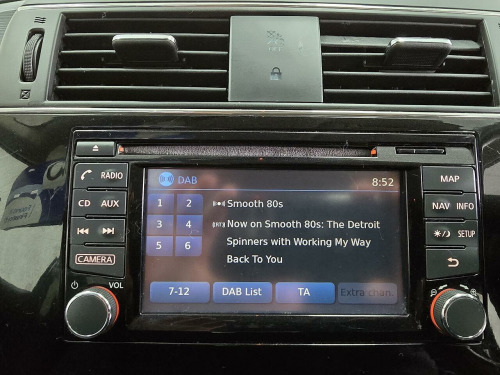 RADIO
CD AUX
CAMERA
VOL
DAB
8:52
1 2
3 4
5 6
Smooth 80s
Now on Smooth 80s: The Detroit
Spinners with Working My Way
Back To You
7-12
DAB List
TA
Extra chan.
MAP
NAV INFO
SETUP